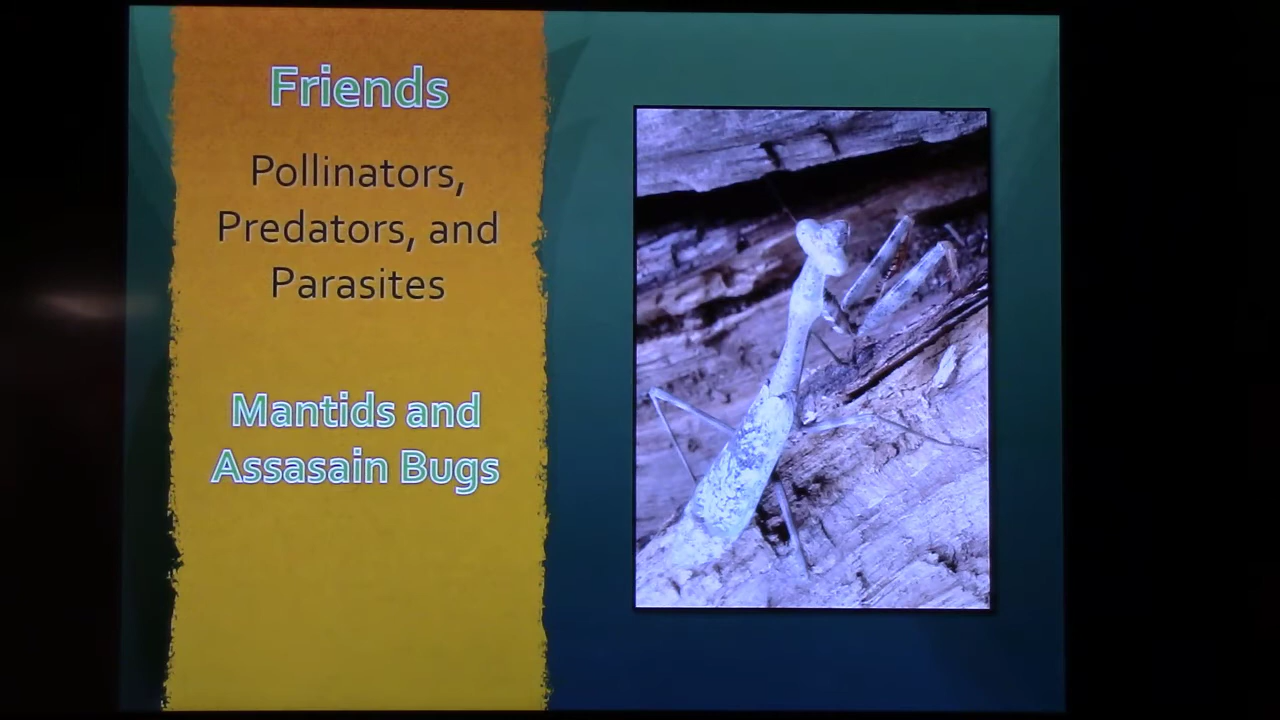 Friends
Pollinators,
Predators, and
Parasites
Mantids and
Assasain Bugs